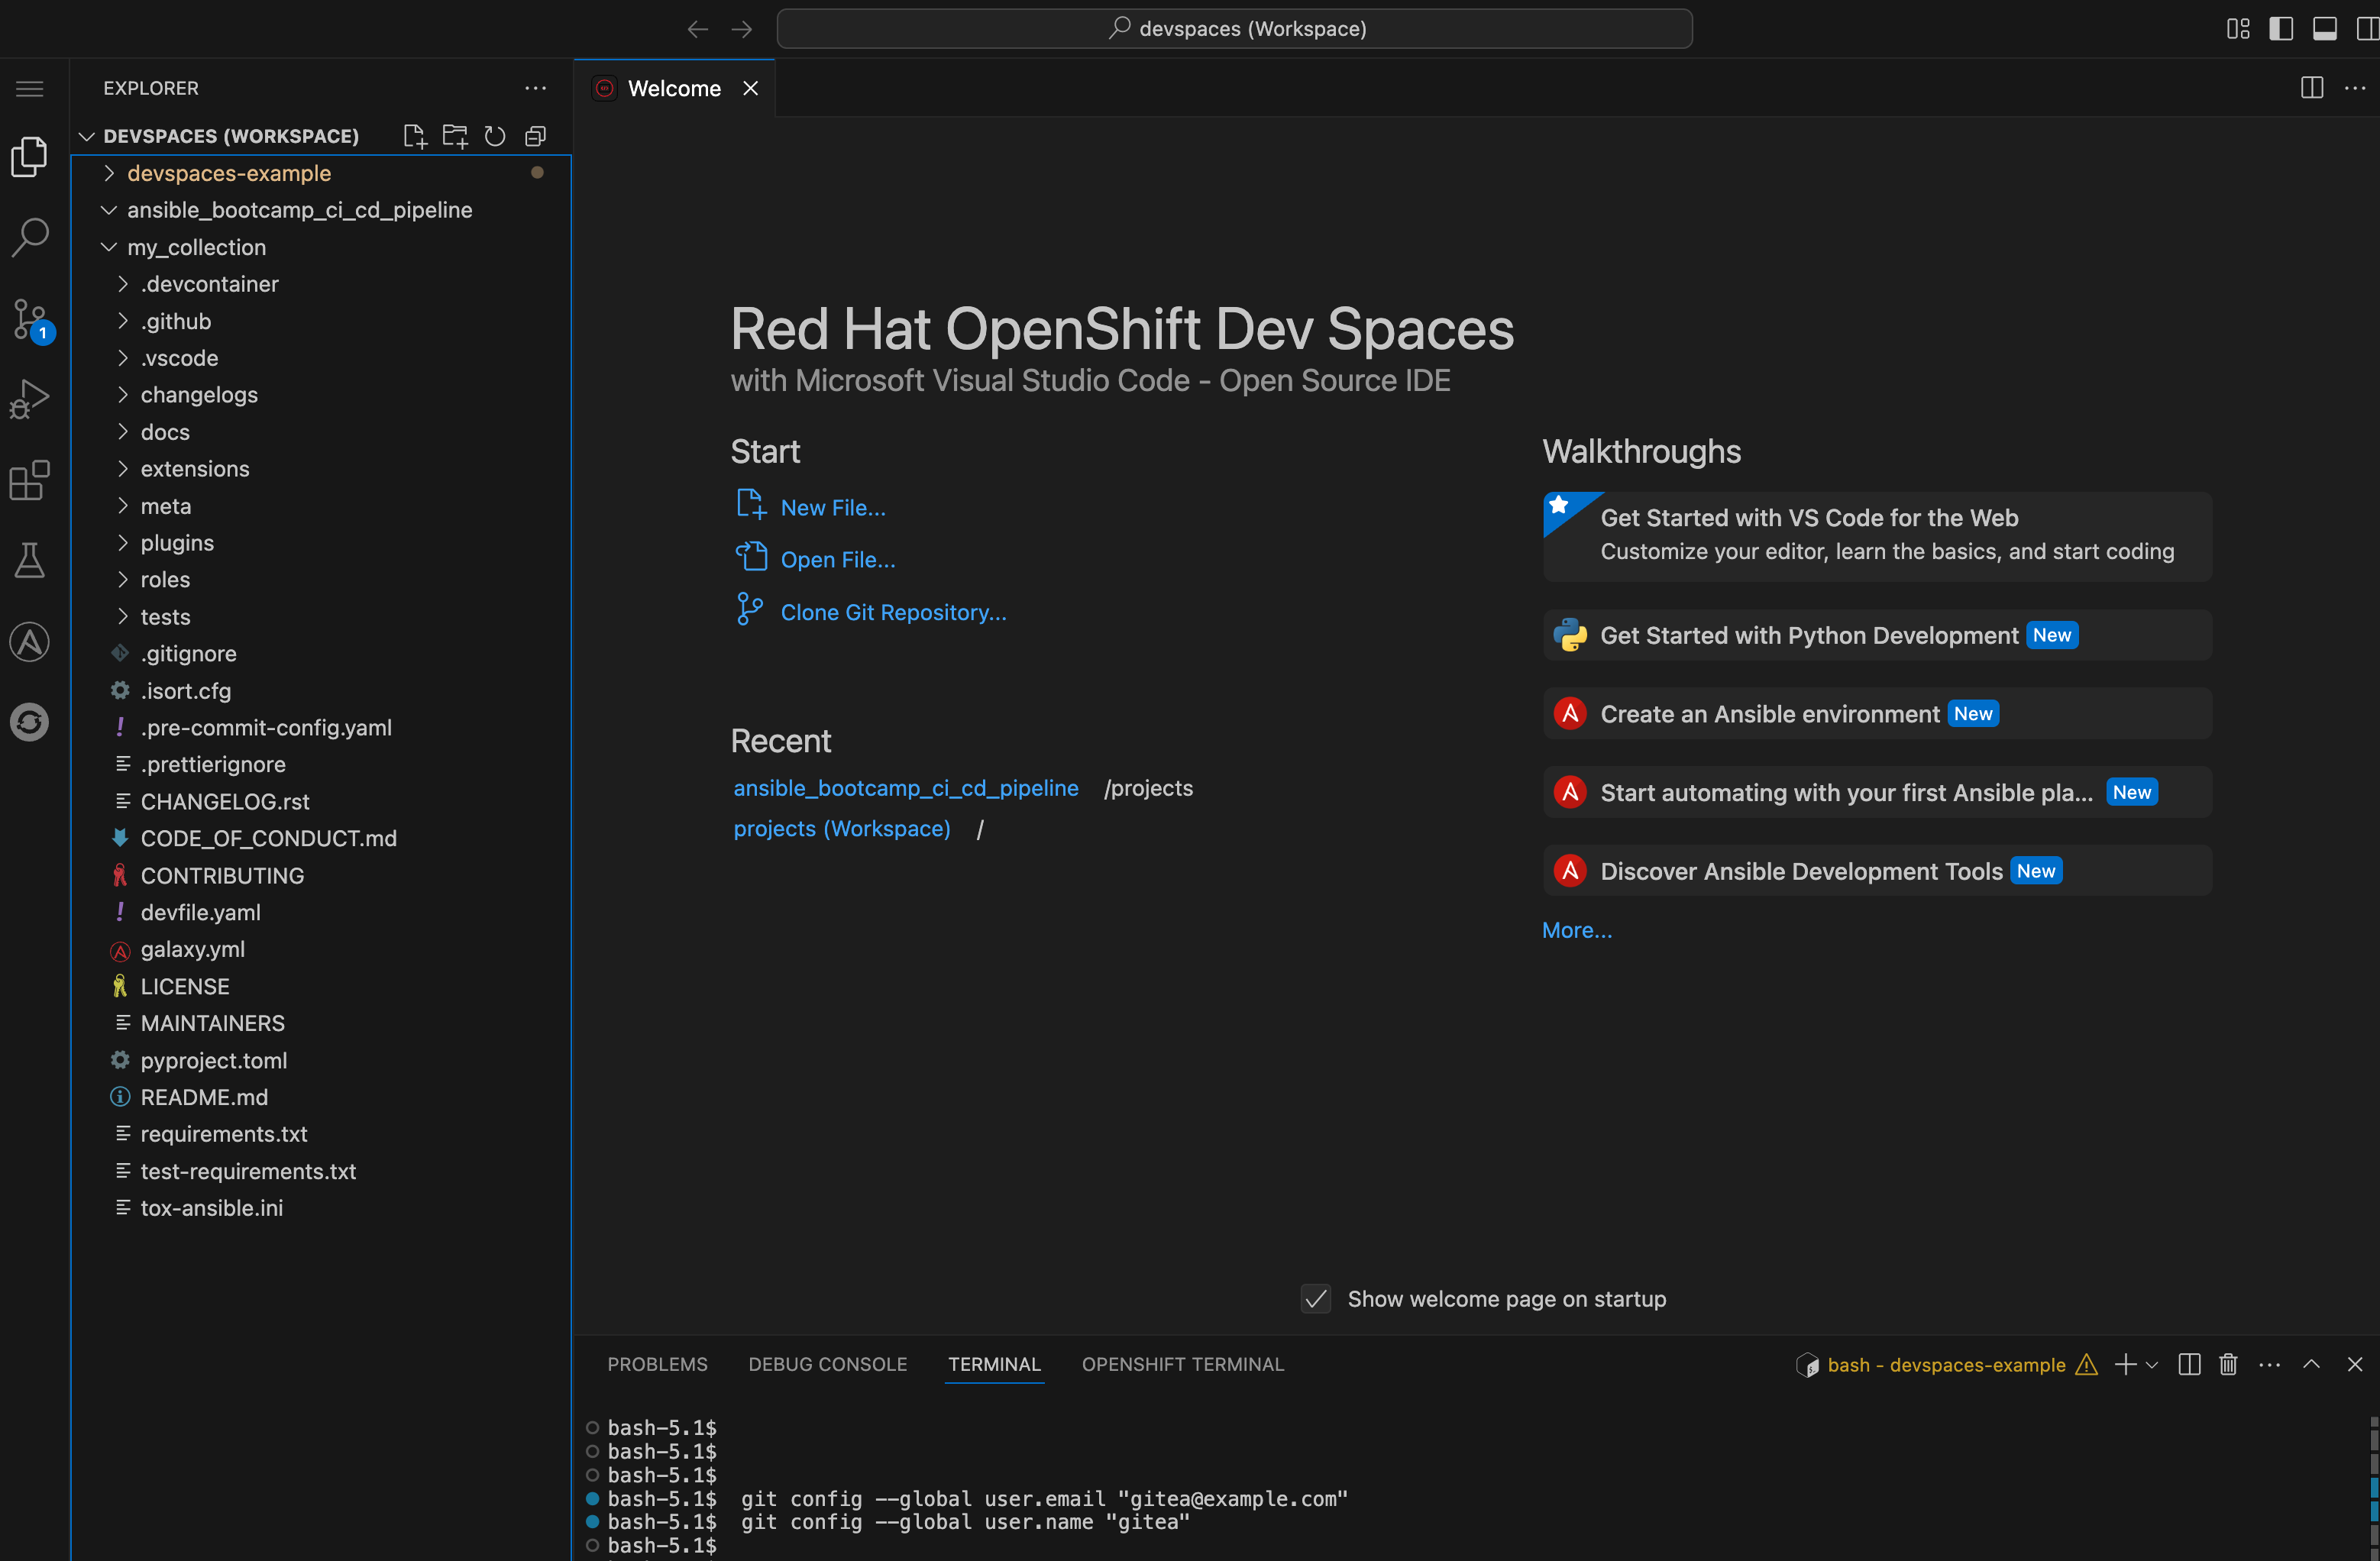 devspaces (Workspace)
EXPLORER
Welcome
DEVSPACES (WORKSPACE)
devspaces-example
ansible_bootcamp_ci_cd_pipeline
my_collection
.devcontainer
.github
.vscode
changelogs
docs
extensions
meta
plugins
roles
tests
.gitignore
.isort.cfg
.pre-commit-config.yaml
.prettierignore
CHANGELOG.rst
CODE_OF_CONDUCT.md
CONTRIBUTING
devfile.yaml
galaxy.yml
LICENSE
MAINTAINERS
pyproject.toml
README.md
requirements.txt
test-requirements.txt
tox-ansible.ini
1
Red Hat OpenShift Dev Spaces
with Microsoft Visual Studio Code - Open Source IDE
Start
New File...
Open File...
Clone Git Repository...
Recent
ansible_bootcamp_ci_cd_pipeline /projects
projects (Workspace) /
Walkthroughs
Get Started with VS Code for the Web
Customize your editor, learn the basics, and start coding
Get Started with Python Development New
Create an Ansible environment New
Start automating with your first Ansible pla... New
Discover Ansible Development Tools New
More...
Show welcome page on startup
PROBLEMS DEBUG CONSOLE TERMINAL OPENSHIFT TERMINAL
bash - devspaces-example
bash-5.1$
bash-5.1$
bash-5.1$
bash-5.1$ git config --global user.email "gitea@example.com"
bash-5.1$ git config --global user.name "gitea"
bash-5.1$